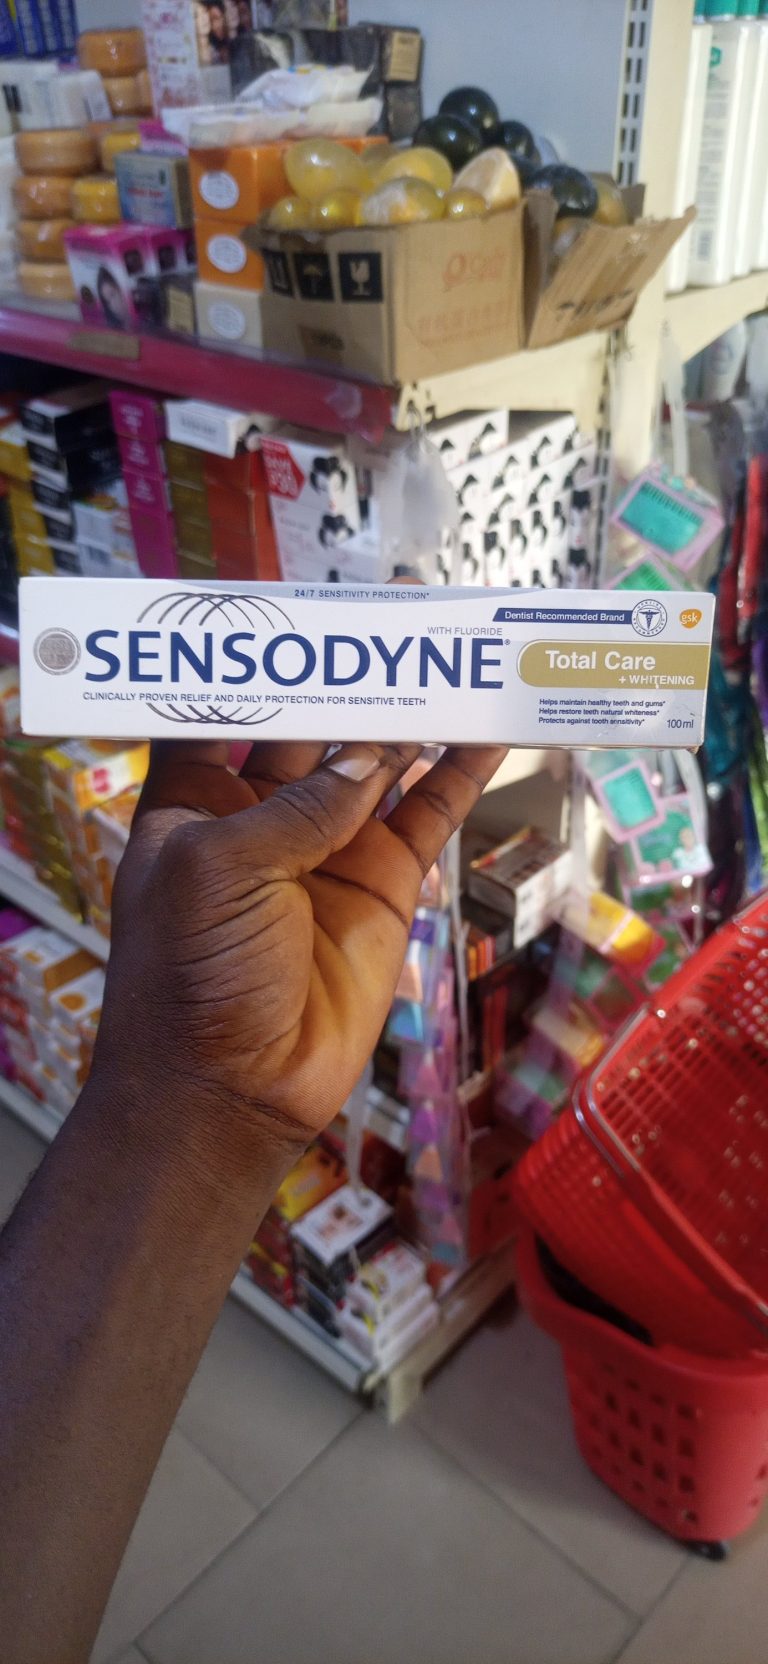 24/7 SENSITIVITY PROTECTION*
SENSODYNE®
WITH FLUORIDE
CLINICALLY PROVEN RELIEF AND DAILY PROTECTION FOR SENSITIVE TEETH
Dentist Recommended Brand
gsk
Total Care
+ WHITENING
Helps maintain healthy teeth and gums*
Helps restore teeth natural whiteness*
Protects against tooth sensitivity*
100ml